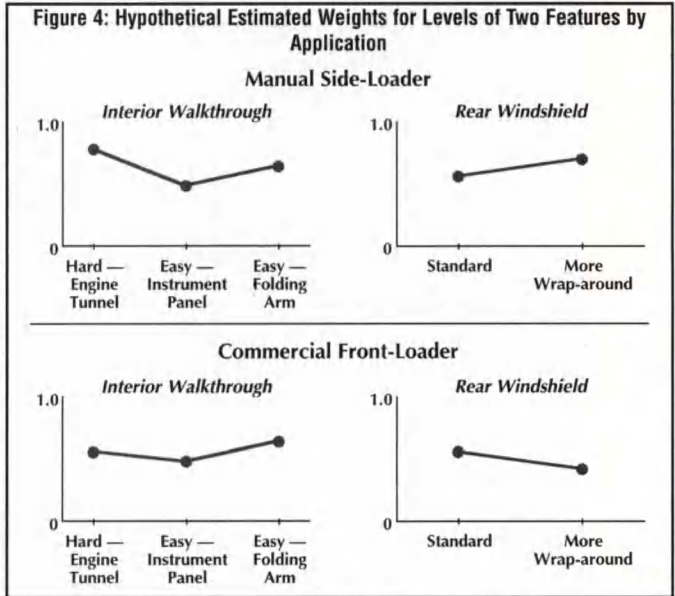 Figure 4: Hypothetical Estimated Weights for Levels of Two Features by
Application
Manual Side-Loader
Interior Walkthrough
1.0
0
Hard —
Engine
Tunnel
Easy —
Instrument
Panel
Easy —
Folding
Arm
Rear Windshield
1.0
0
Standard
More
Wrap-around
Commercial Front-Loader
Interior Walkthrough
1.0
0
Hard —
Engine
Tunnel
Easy —
Instrument
Panel
Easy —
Folding
Arm
Rear Windshield
1.0
0
Standard
More
Wrap-around